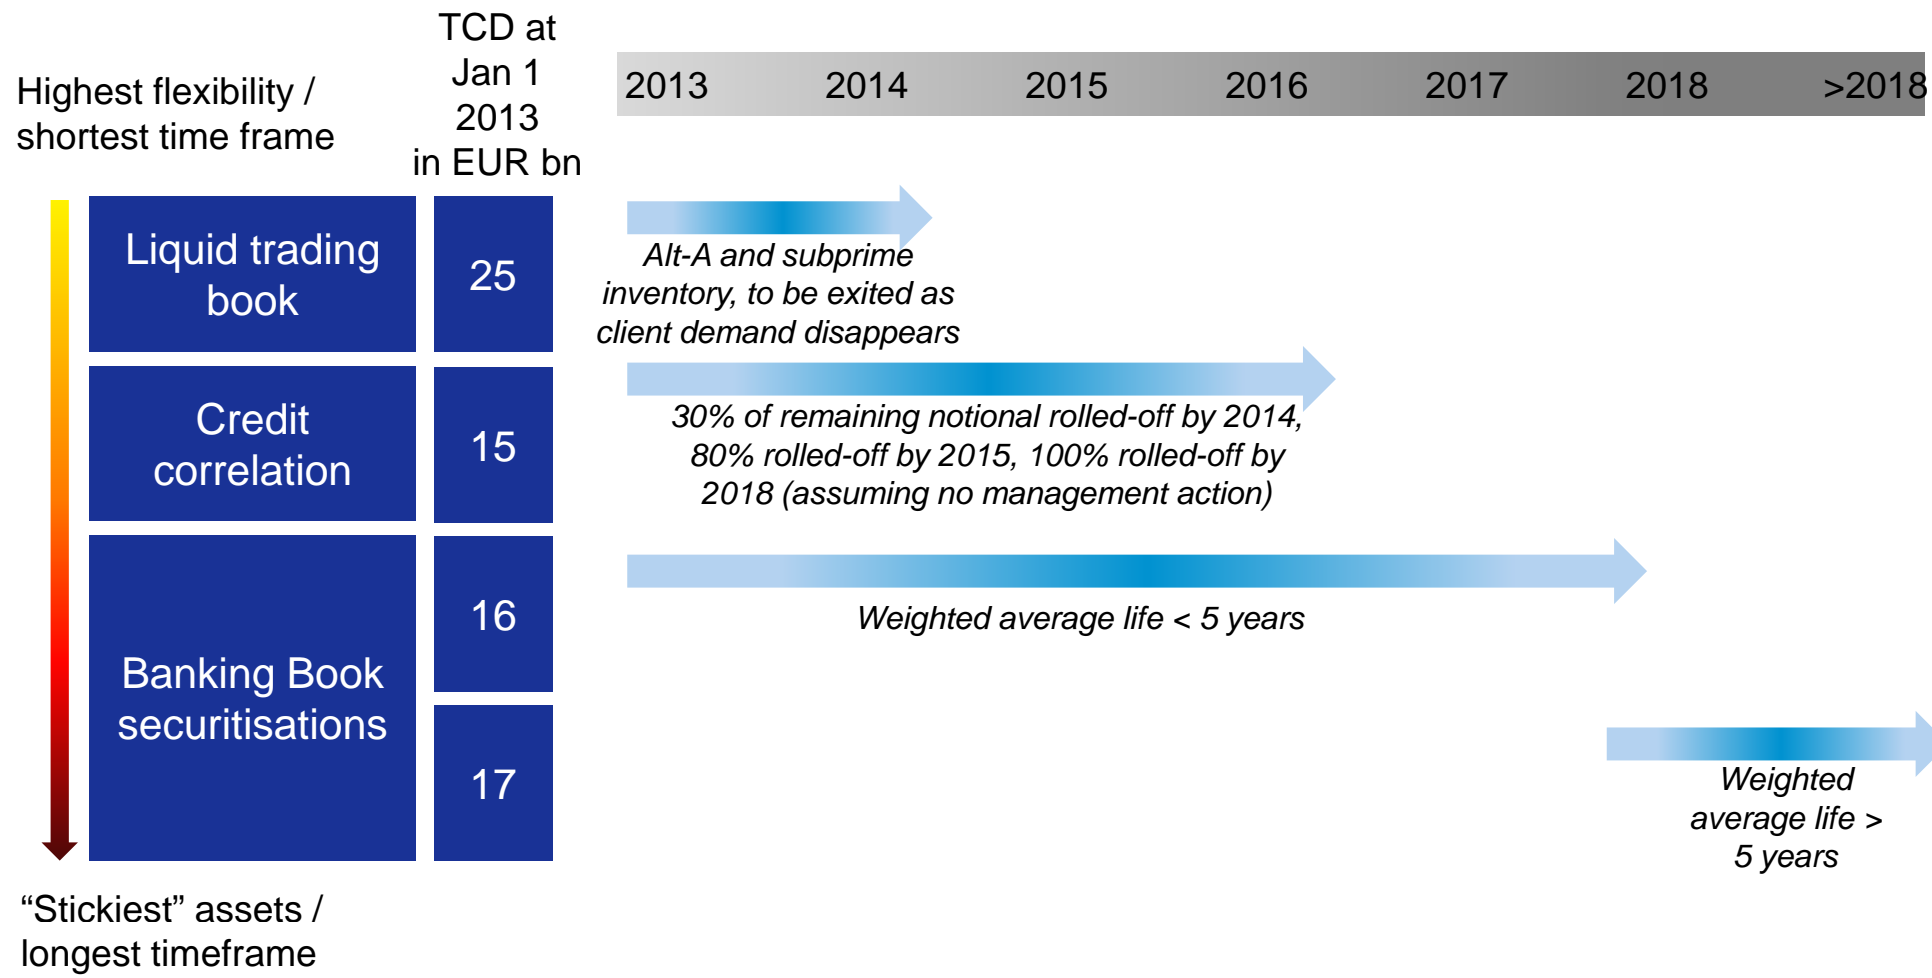 TCD at
Jan 1
2013
in EUR bn
Highest flexibility /
shortest time frame
2013 2014 2015 2016 2017 2018 >2018
Liquid trading
book
25
Alt-A and subprime
inventory, to be exited as
client demand disappears
Credit
correlation
15
30% of remaining notional rolled-off by 2014,
80% rolled-off by 2015, 100% rolled-off by
2018 (assuming no management action)
Banking Book
securitisations
16
Weighted average life < 5 years
17
Weighted
average life >
5 years
“Stickiest” assets /
longest timeframe